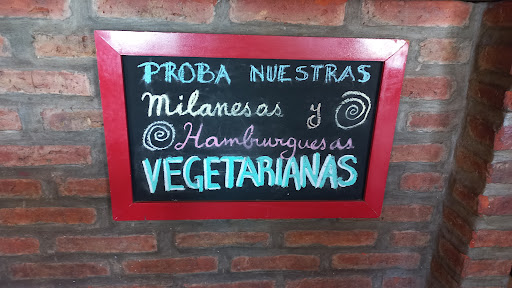 PROBA NUESTRAS
Milanesas y
Hamburguesas
VEGETARIANAS